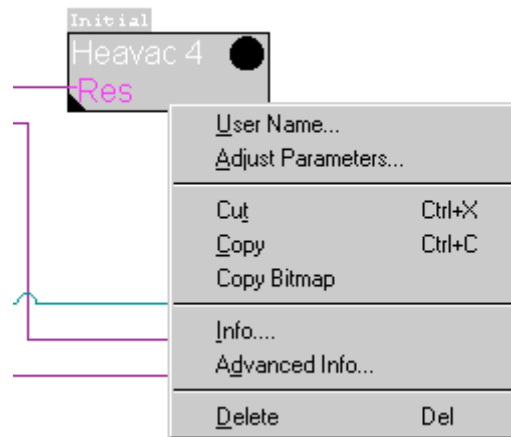 Initial
Heavac 4
Res
User Name...
Adjust Parameters...
Cut Ctrl+X
Copy Ctrl+C
Copy Bitmap
Info....
Advanced Info...
Delete Del